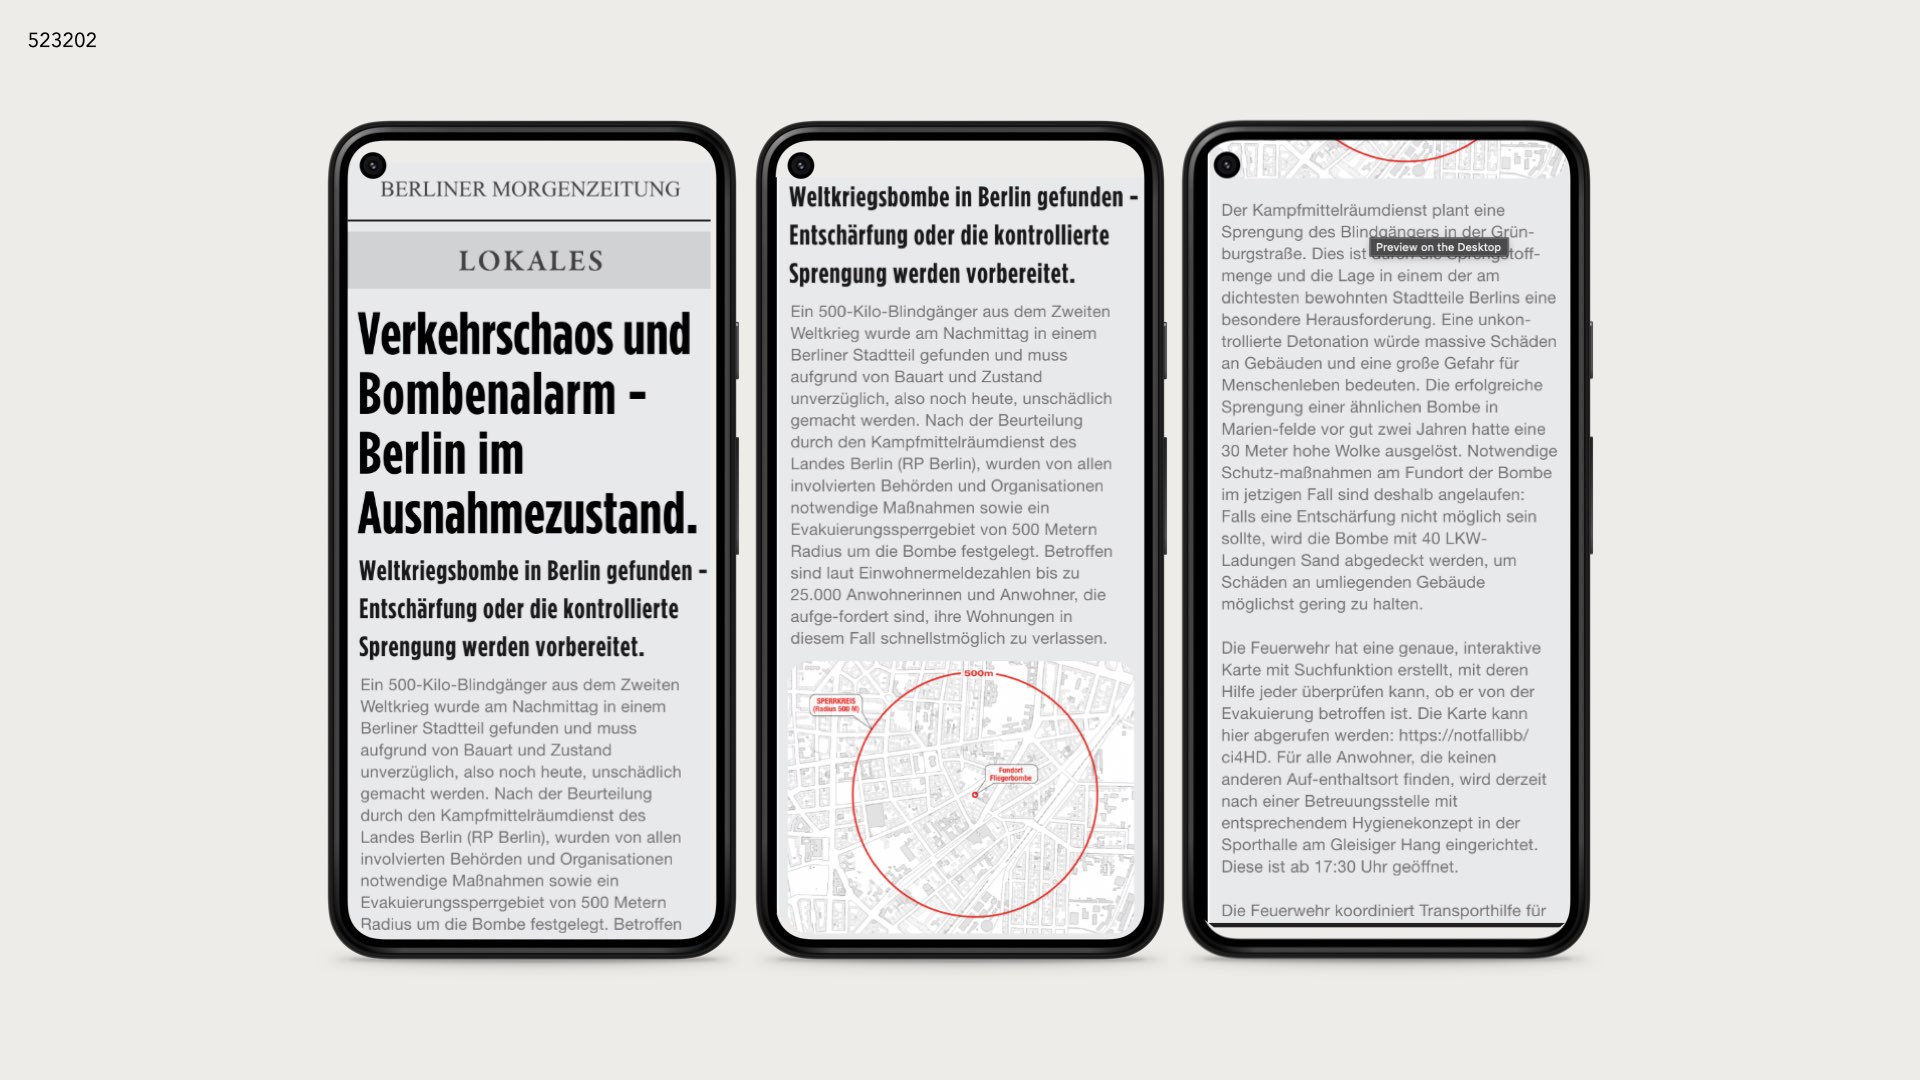 523202
BERLINER MORGENZEITUNG
LOKALES
Verkehrschaos und
Bombenalarm -
Berlin im
Ausnahmezustand.
Weltkriegsbombe in Berlin gefunden -
Entschärfung oder die kontrollierte
Sprengung werden vorbereitet.
Ein 500-Kilo-Blindgänger aus dem Zweiten
Weltkrieg wurde am Nachmittag in einem
Berliner Stadtteil gefunden und muss
aufgrund von Bauart und Zustand
unverzüglich, also noch heute, unschädlich
gemacht werden. Nach der Beurteilung
durch den Kampfmittelräumdienst des
Landes Berlin (RP Berlin), wurden von allen
involvierten Behörden und Organisationen
notwendige Maßnahmen sowie ein
Evakuierungssperrgebiet von 500 Metern
Radius um die Bombe festgelegt. Betroffen
Weltkriegsbombe in Berlin gefunden -
Entschärfung oder die kontrollierte
Sprengung werden vorbereitet.
Ein 500-Kilo-Blindgänger aus dem Zweiten
Weltkrieg wurde am Nachmittag in einem
Berliner Stadtteil gefunden und muss
aufgrund von Bauart und Zustand
unverzüglich, also noch heute, unschädlich
gemacht werden. Nach der Beurteilung
durch den Kampfmittelräumdienst des
Landes Berlin (RP Berlin), wurden von allen
involvierten Behörden und Organisationen
notwendige Maßnahmen sowie ein
Evakuierungssperrgebiet von 500 Metern
Radius um die Bombe festgelegt. Betroffen
sind laut Einwohnermeldezahlen bis zu
25.000 Anwohnerinnen und Anwohner, die
aufge-fordert sind, ihre Wohnungen in
diesem Fall schnellstmöglich zu verlassen.
500m
SPERRKREIS
(Radius 500 M)
Fundort
Fliegerbombe
Der Kampfmittelräumdienst plant eine
Sprengung des Blindgängers in der Grün-
burgstraße. Dies ist durch die Sprengstoff-
Preview on the Desktop
menge und die Lage in einem der am
dichtesten bewohnten Stadtteile Berlins eine
besondere Herausforderung. Eine unkon-
trollierte Detonation würde massive Schäden
an Gebäuden und eine große Gefahr für
Menschenleben bedeuten. Die erfolgreiche
Sprengung einer ähnlichen Bombe in
Marien-felde vor gut zwei Jahren hatte eine
30 Meter hohe Wolke ausgelöst. Notwendige
Schutz-maßnahmen am Fundort der Bombe
im jetzigen Fall sind deshalb angelaufen:
Falls eine Entschärfung nicht möglich sein
sollte, wird die Bombe mit 40 LKW-
Ladungen Sand abgedeckt werden, um
Schäden an umliegenden Gebäude
möglichst gering zu halten.
Die Feuerwehr hat eine genaue, interaktive
Karte mit Suchfunktion erstellt, mit deren
Hilfe jeder überprüfen kann, ob er von der
Evakuierung betroffen ist. Die Karte kann
hier abgerufen werden: https://notfallibb/
ci4HD. Für alle Anwohner, die keinen
anderen Auf-enthaltsort finden, wird derzeit
nach einer Betreuungsstelle mit
entsprechendem Hygienekonzept in der
Sporthalle am Gleisiger Hang eingerichtet.
Diese ist ab 17:30 Uhr geöffnet.
Die Feuerwehr koordiniert Transporthilfe für